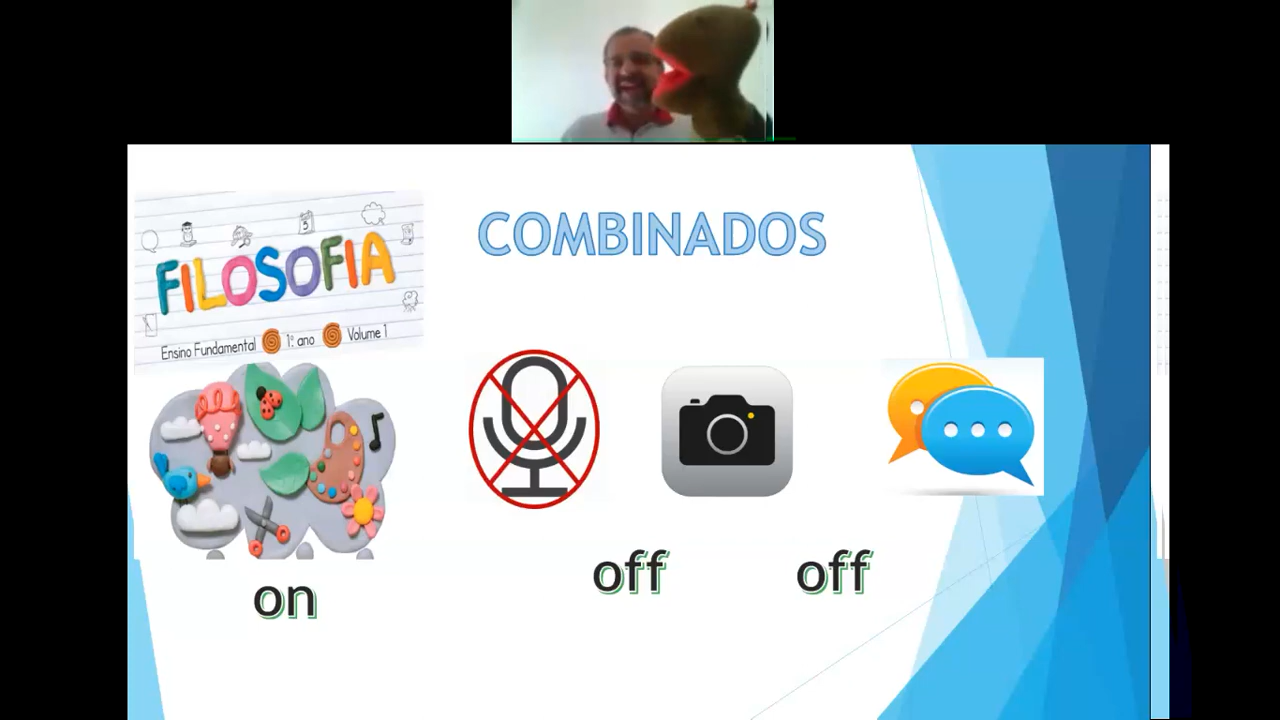 COMBINADOS
FILOSOFIA
Ensino Fundamental 1º ano Volume 1
on
off
off